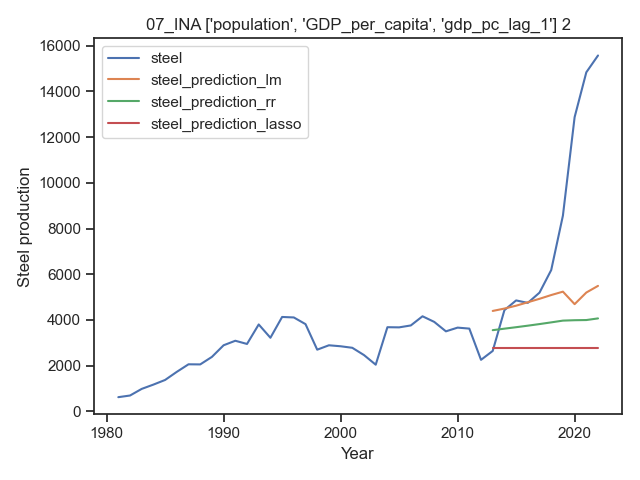 07_INA ['population', 'GDP_per_capita', 'gdp_pc_lag_1'] 2
steel
steel_prediction_lm
steel_prediction_rr
steel_prediction_lasso
Steel production
16000
14000
12000
10000
8000
6000
4000
2000
0
1980
1990
2000
2010
2020
Year